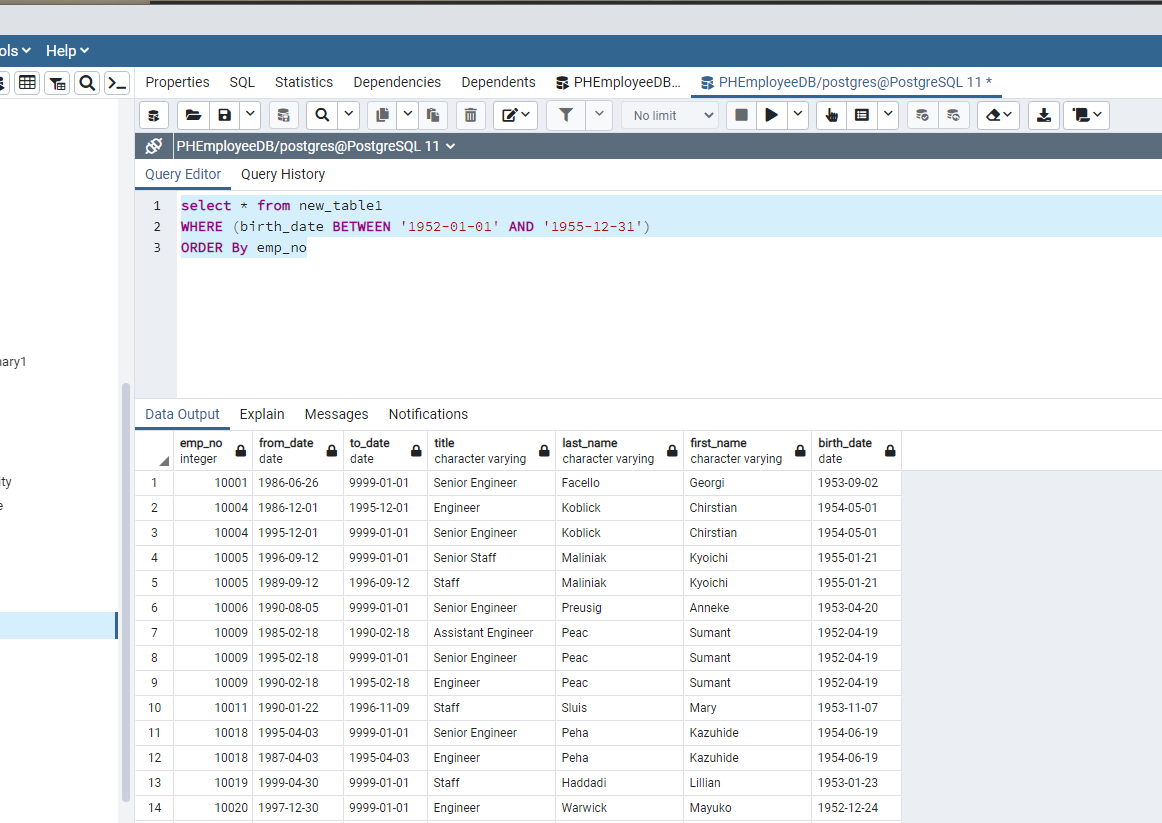 ols Help
Properties SQL Statistics Dependencies Dependents PHEmployeeDB... PHEmployeeDB/postgres@PostgreSQL 11 *
No limit
PHEmployeeDB/postgres@PostgreSQL 11
Query Editor Query History
1 select * from new_table1
2 WHERE (birth_date BETWEEN '1952-01-01' AND '1955-12-31')
3 ORDER By emp_no
nary1
ity
e
Data Output Explain Messages Notifications
emp_no from_date to_date title last_name first_name birth_date
integer date date character varying character varying character varying date
1 10001 1986-06-26 9999-01-01 Senior Engineer Facello Georgi 1953-09-02
2 10004 1986-12-01 1995-12-01 Engineer Koblick Chirstian 1954-05-01
3 10004 1995-12-01 9999-01-01 Senior Engineer Koblick Chirstian 1954-05-01
4 10005 1996-09-12 9999-01-01 Senior Staff Maliniak Kyoichi 1955-01-21
5 10005 1989-09-12 1996-09-12 Staff Maliniak Kyoichi 1955-01-21
6 10006 1990-08-05 9999-01-01 Senior Engineer Preusig Anneke 1953-04-20
7 10009 1985-02-18 1990-02-18 Assistant Engineer Peac Sumant 1952-04-19
8 10009 1995-02-18 9999-01-01 Senior Engineer Peac Sumant 1952-04-19
9 10009 1990-02-18 1995-02-18 Engineer Peac Sumant 1952-04-19
10 10011 1990-01-22 1996-11-09 Staff Sluis Mary 1953-11-07
11 10018 1995-04-03 9999-01-01 Senior Engineer Peha Kazuhide 1954-06-19
12 10018 1987-04-03 1995-04-03 Engineer Peha Kazuhide 1954-06-19
13 10019 1999-04-30 9999-01-01 Staff Haddadi Lillian 1953-01-23
14 10020 1997-12-30 9999-01-01 Engineer Warwick Mayuko 1952-12-24